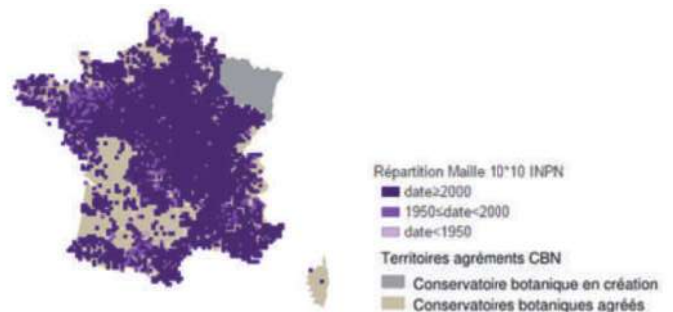 Répartition Maille 10*10 INPN
date≥2000
1950≤date<2000
date<1950
Territoires agréments CBN
Conservatoire botanique en création
Conservatoires botaniques agréés